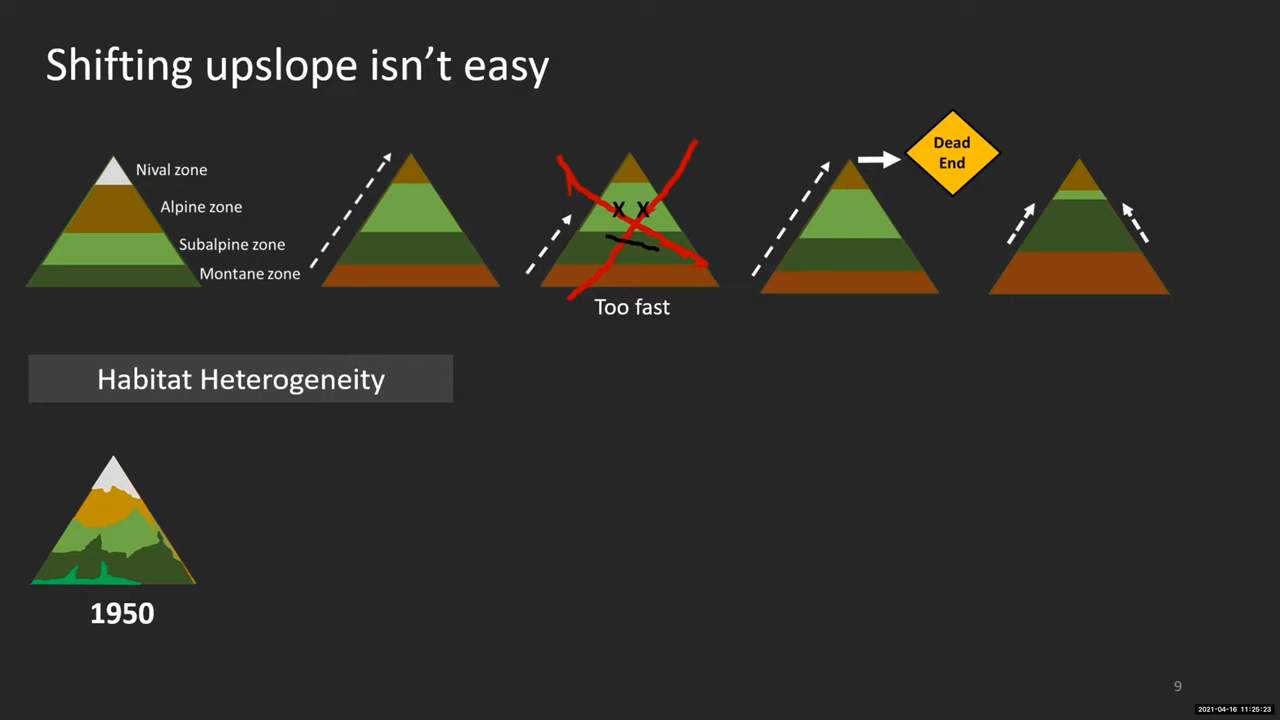 Shifting upslope isn't easy
Nival zone
Alpine zone
Subalpine zone
Montane zone
X X
Too fast
Dead
End
Habitat Heterogeneity
1950
9
2021-04-16 11:25:23